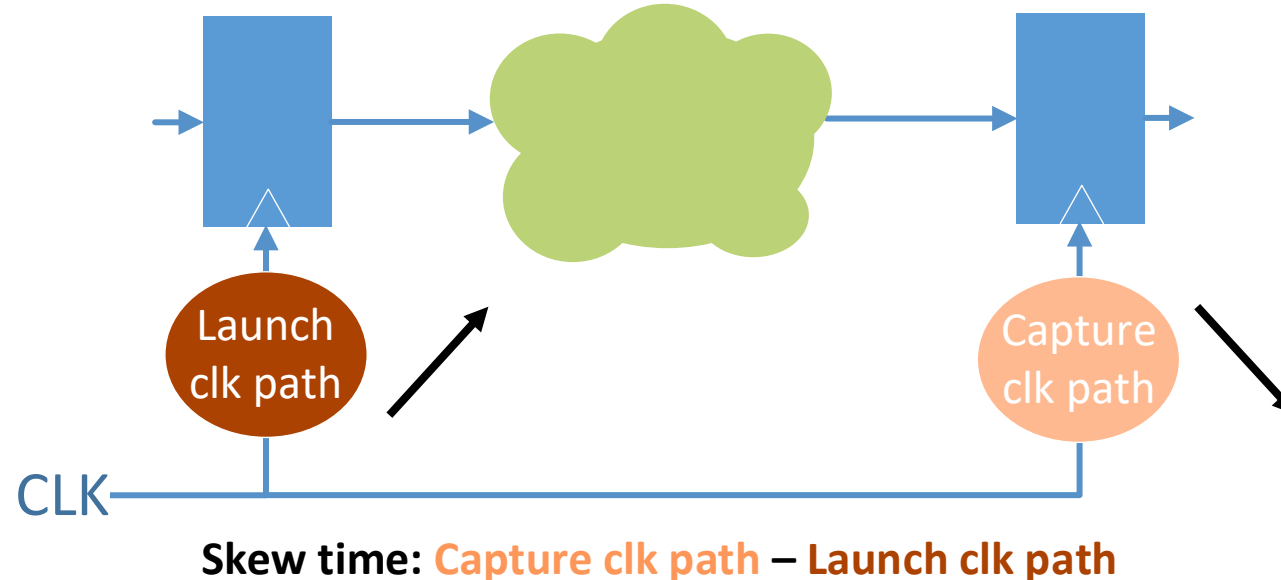 Launch
clk path
Capture
clk path
CLK
Skew time: Capture clk path – Launch clk path